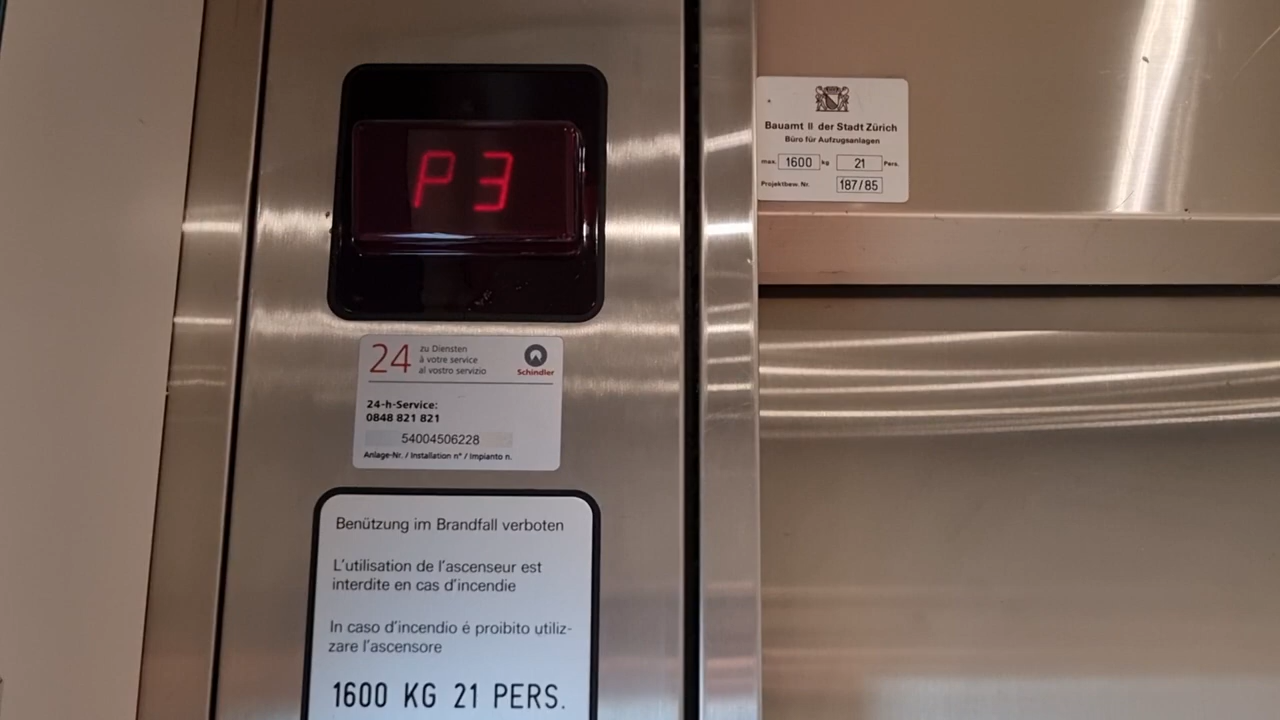 P3
24
zu Diensten
à votre service
al vostro servizio
Schindler
24-h-Service:
0848 821 821
54004506228
Anlage-Nr. / Installation n° / Impianto n.
Benützung im Brandfall verboten
L'utilisation de l'ascenseur est
interdite en cas d'incendie
In caso d'incendio é proibito utiliz-
zare l'ascensore
1600 KG 21 PERS.
Bauamt II der Stadt Zürich
Büro für Aufzugsanlagen
max. 1600 kg 21 Pers.
Projektbew. Nr. 187/85